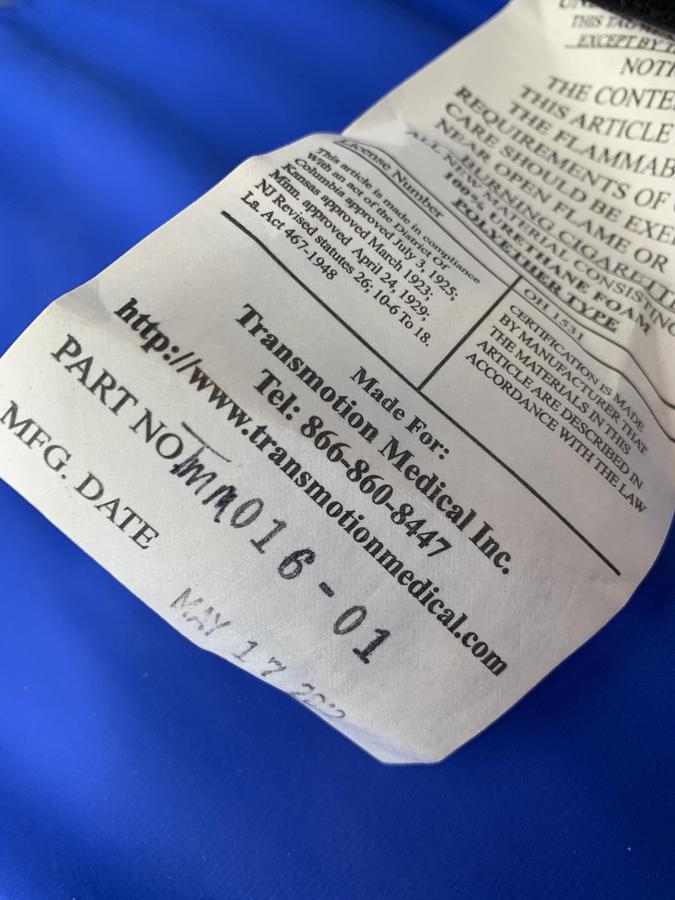 THIS TAG
EXCEPT BY
THE CONTE
THIS ARTICLE
THE FLAMMAB
REQUIREMENTS OF
CARE SHOULD BE EXE
NEAR OPEN FLAME OR
BURNING CIGARETT
ALL NEW MATERIAL CONSISTING
100% URETHANE FOAM
POLYETHER TYPE
License Number
This article is made in compliance
With an act of the District Of
Columbia approved July 3, 1925;
Kansas approved March 1923;
Minn. approved April 24, 1929;
NJ Revised statutes 26; 10-6 To 18.
La. Act 467-1948
OH 1531
CERTIFICATION IS MADE
BY MANUFACTURER THAT
THE MATERIALS IN THIS
ARTICLE ARE DESCRIBED IN
ACCORDANCE WITH THE LAW
Made For:
Transmotion Medical Inc.
Tel: 866-860-8447
http://www.transmotionmedical.com
PART NO TMA016-01
MFG. DATE
MAY 17